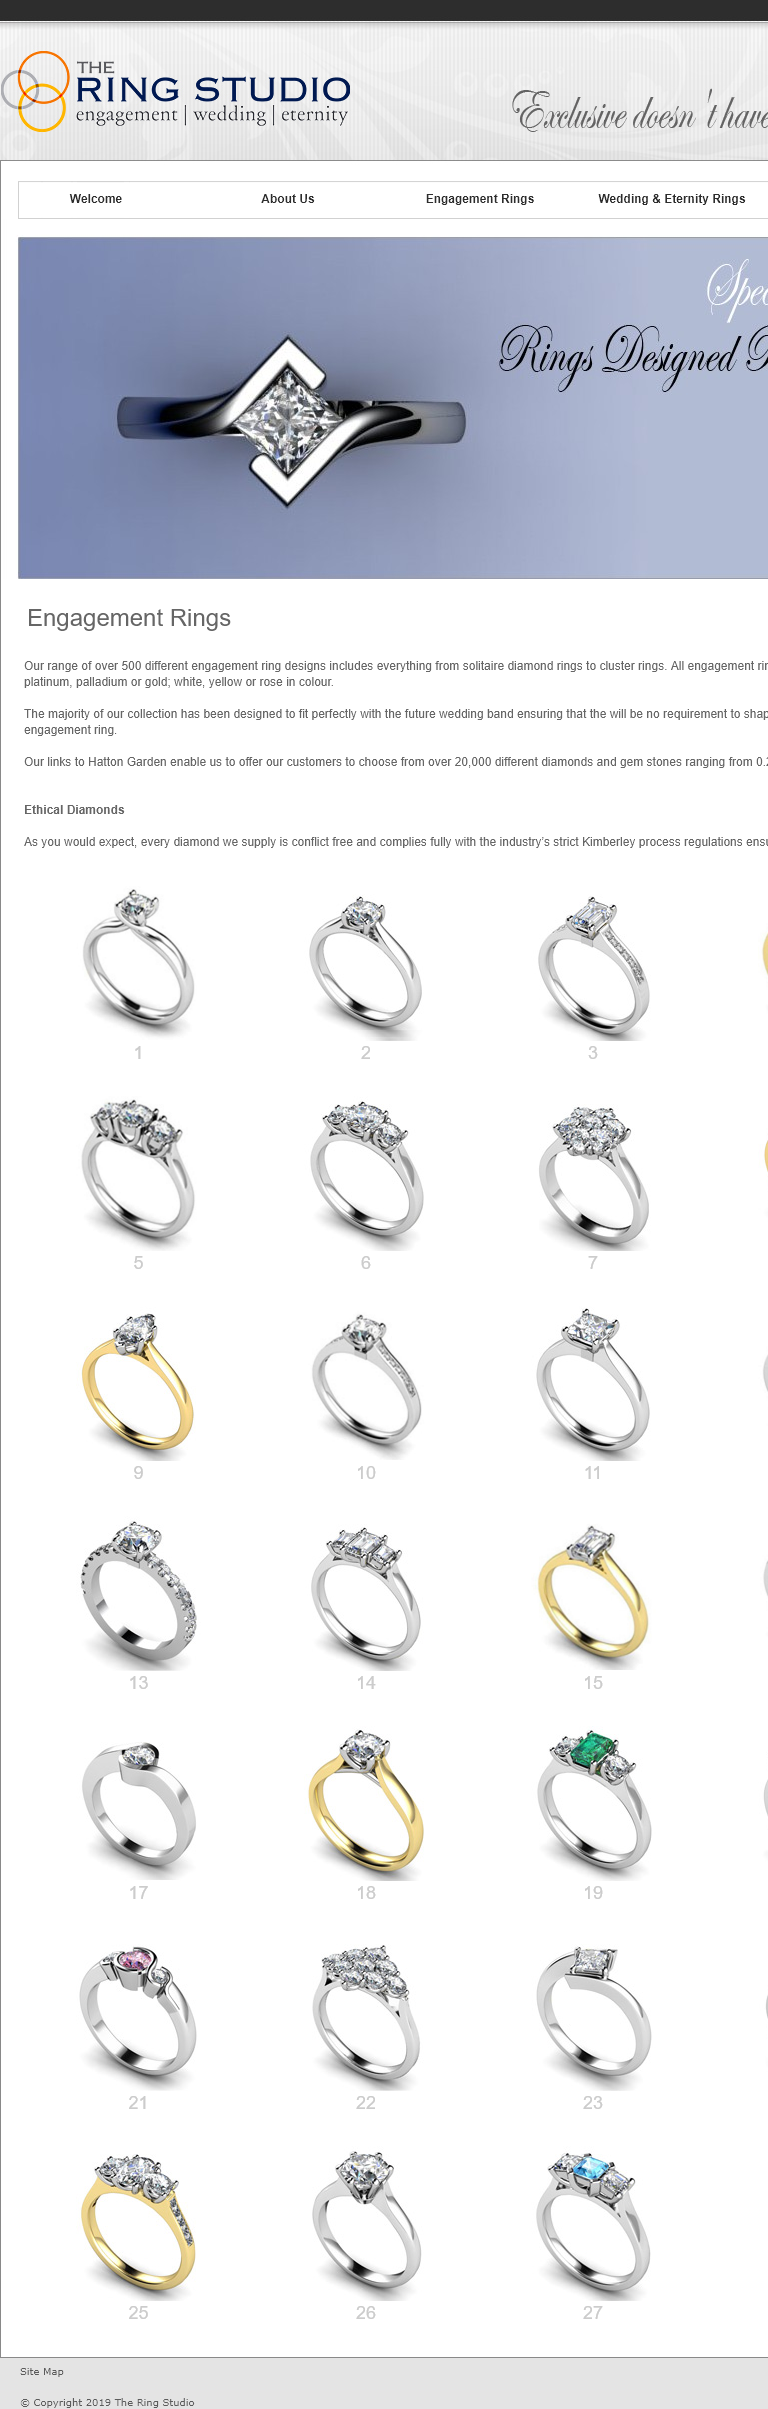 THE
RING STUDIO
engagement | wedding | eternity
Exclusive doesn't have
Welcome
About Us
Engagement Rings
Wedding & Eternity Rings
Rings Designed
Engagement Rings
Our range of over 500 different engagement ring designs includes everything from solitaire diamond rings to cluster rings. All engagement
platinum, palladium or gold; white, yellow or rose in colour.
The majority of our collection has been designed to fit perfectly with the future wedding band ensuring that the will be no requirement to
engagement ring.
Our links to Hatton Garden enable us to offer our customers to choose from over 20,000 different diamonds and gem stones ranging from
Ethical Diamonds
As you would expect, every diamond we supply is conflict free and complies fully with the industry's strict Kimberley process regulations
1
2
3
5
6
7
9
10
11
13
14
15
17
18
19
21
22
23
25
26
27
Site Map
© Copyright 2019 The Ring Studio